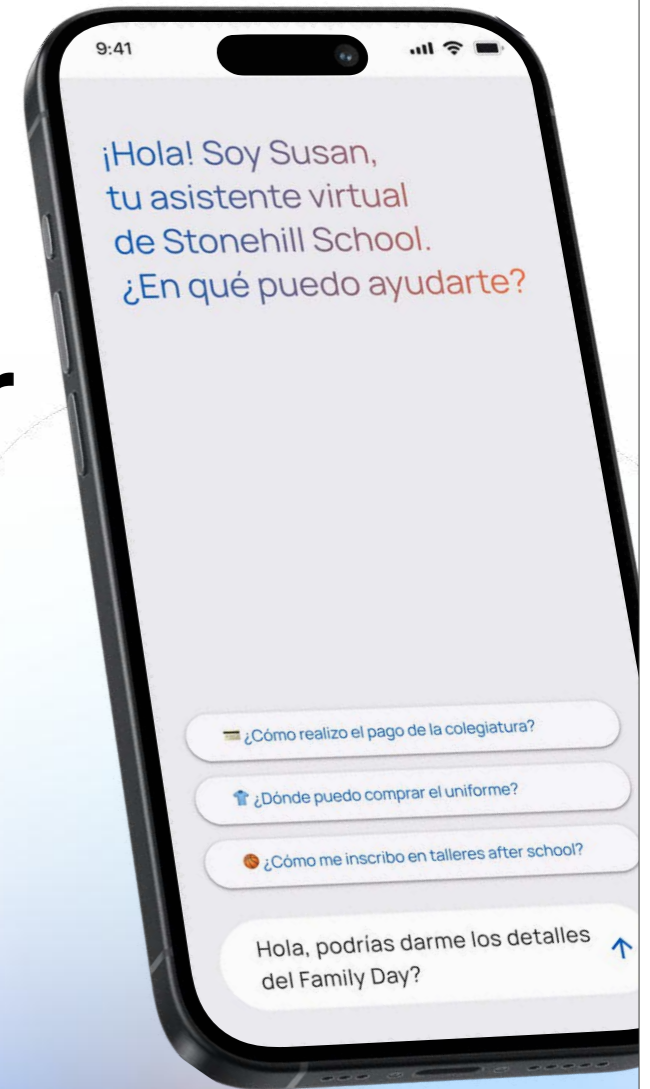 9:41
¡Hola! Soy Susan,
tu asistente virtual
de Stonehill School.
¿En qué puedo ayudarte?
¿Cómo realizo el pago de la colegiatura?
¿Dónde puedo comprar el uniforme?
¿Cómo me inscribo en talleres after school?
Hola, podrías darme los detalles
del Family Day?